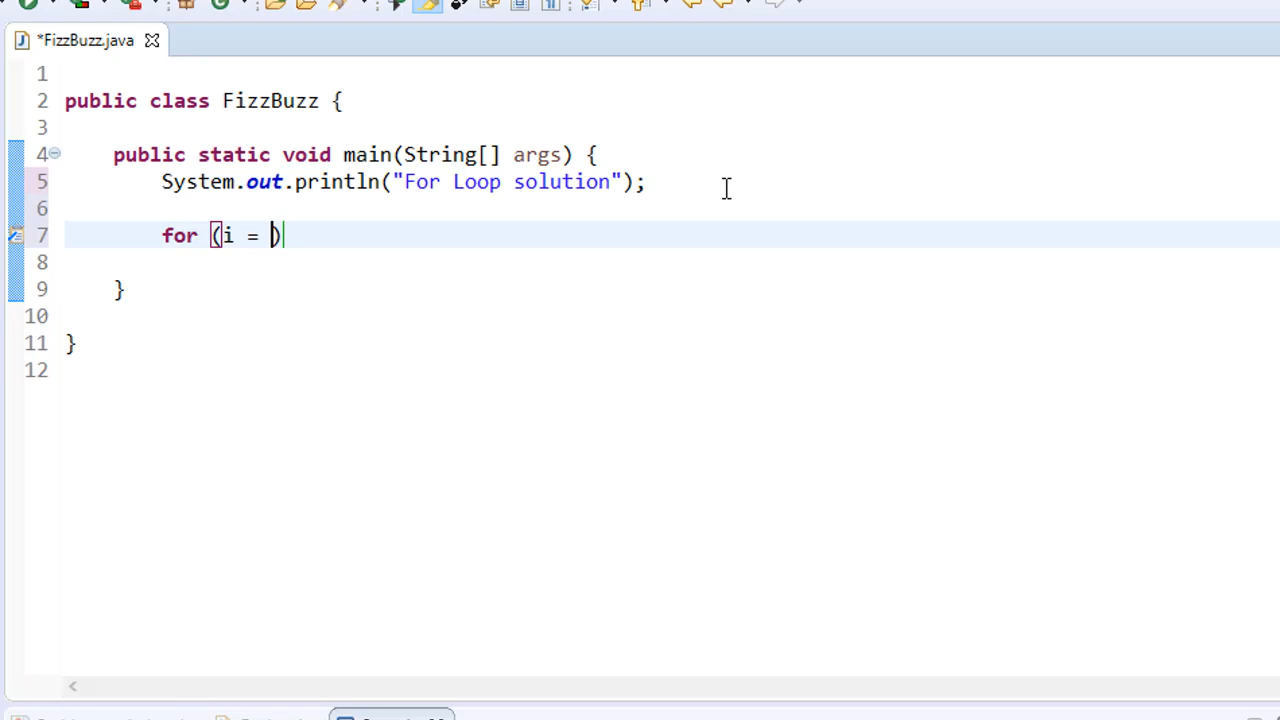 *FizzBuzz.java
1
2 public class FizzBuzz {
3
4 public static void main(String[] args) {
5 System.out.println("For Loop solution");
6
7 for (i = )
8
9 }
10
11 }
12